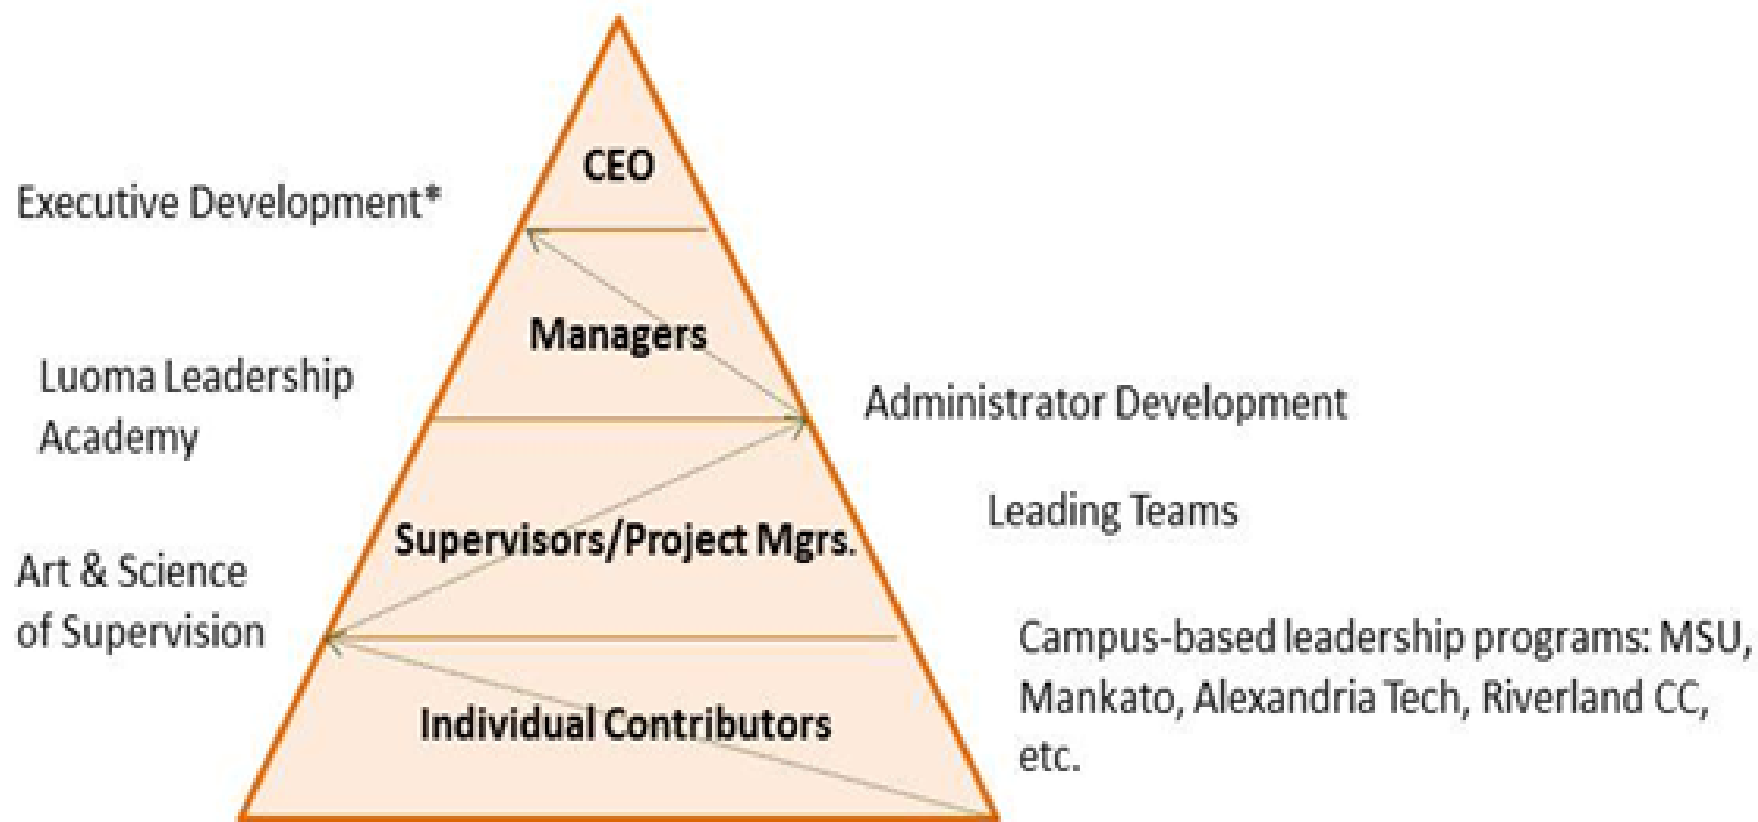 CEO
Executive Development*
Managers
Luoma Leadership
Academy
Administrator Development
Leading Teams
Supervisors/Project Mgrs.
Art & Science
of Supervision
Campus-based leadership programs: MSU,
Mankato, Alexandria Tech, Riverland CC,
etc.
Individual Contributors